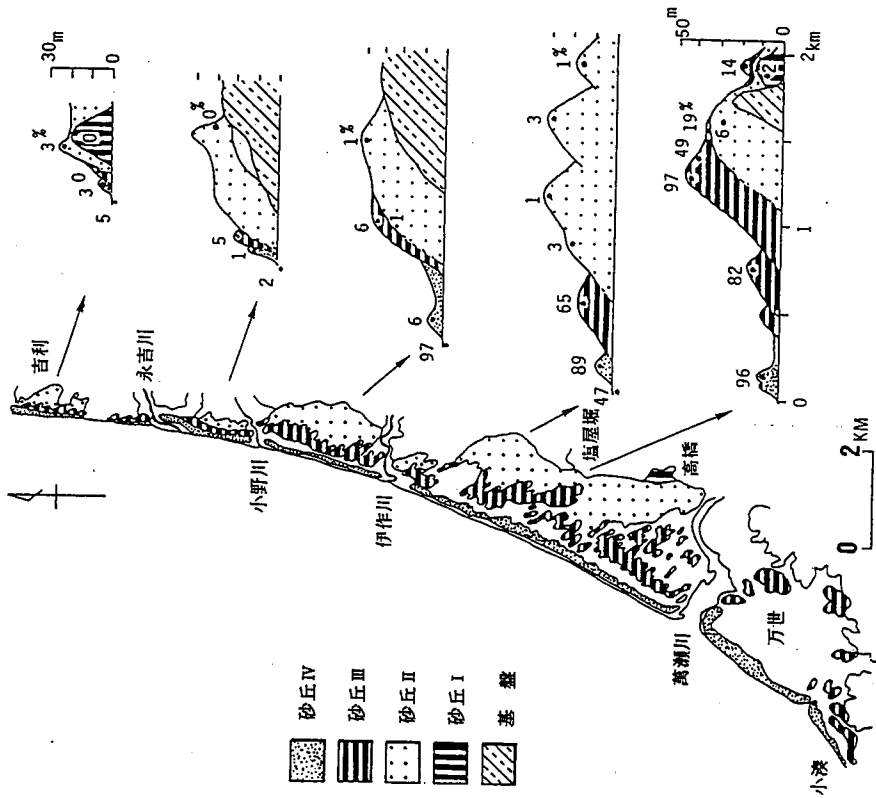 吉利
永吉川
小野川
伊作川
塩屋堀
高橋
萬瀬川
万世
小湊
0 2 KM
砂丘Ⅳ
砂丘Ⅲ
砂丘Ⅱ
砂丘Ⅰ
基盤
5 3 0 3% 0
30m
0
2 1 5 0%
97 6 6 1 1%
47 89 65 3 1 3 1%
96 82 97 49 19% 6 14 2
50m
0
0 1 2km